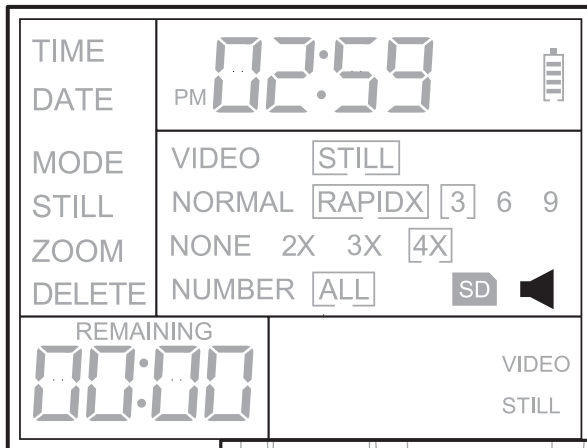 TIME
DATE
PM 02:59
MODE VIDEO STILL
STILL NORMAL RAPIDX 3 6 9
ZOOM NONE 2X 3X 4X
DELETE NUMBER ALL SD
REMAINING
00:00
VIDEO
STILL